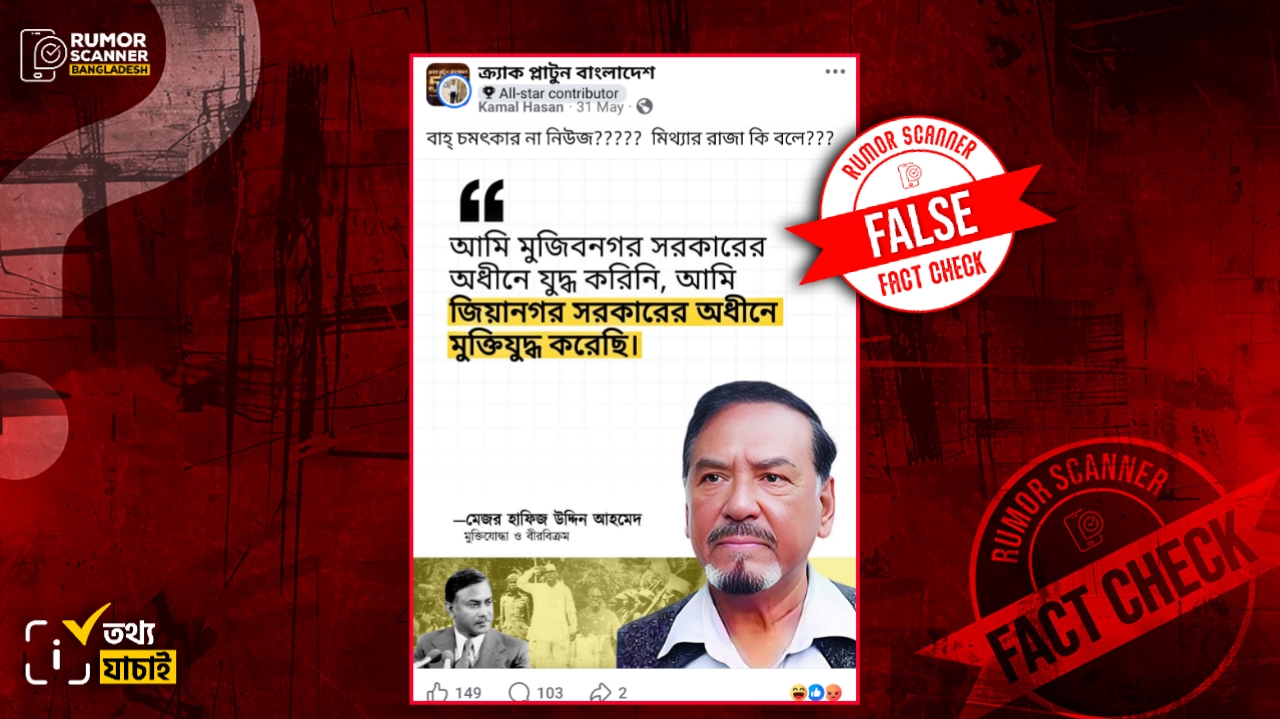 RUMOR
SCANNER
BANGLADESH
ক্র্যাক প্লাটুন বাংলাদেশ
All-star contributor
Kamal Hasan · 31 May ·
বাহ্ চমৎকার না নিউজ????? মিথ্যার রাজা কি বলে???
“
আমি মুজিবনগর সরকারের
অধীনে যুদ্ধ করিনি, আমি
জিয়ানগর সরকারের অধীনে
মুক্তিযুদ্ধ করেছি।
—মেজর হাফিজ উদ্দিন আহমেদ
মুক্তিযোদ্ধা ও বীরবিক্রম
149
103
2
RUMOR SCANNER
FALSE
FACT CHECK
RUMOR SCANNER
FACT CHECK
তথ্য
যাচাই